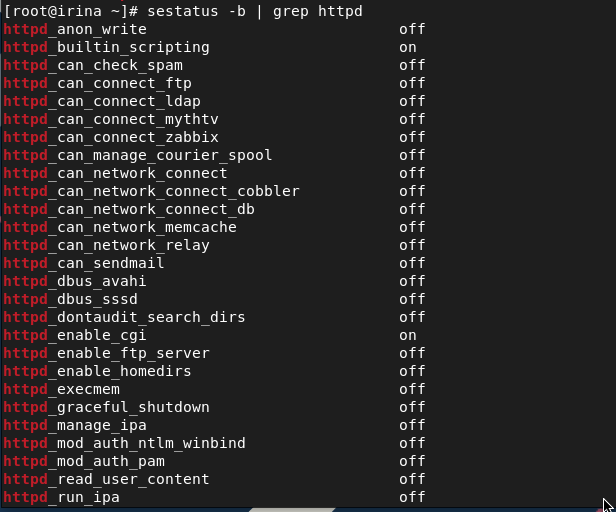 [root@irina ~]# sestatus -b | grep httpd
httpd_anon_write                            off
httpd_builtin_scripting                     on
httpd_can_check_spam                        off
httpd_can_connect_ftp                       off
httpd_can_connect_ldap                      off
httpd_can_connect_mythtv                    off
httpd_can_connect_zabbix                    off
httpd_can_manage_courier_spool              off
httpd_can_network_connect                   off
httpd_can_network_connect_cobbler           off
httpd_can_network_connect_db                off
httpd_can_network_memcache                  off
httpd_can_network_relay                     off
httpd_can_sendmail                          off
httpd_dbus_avahi                            off
httpd_dbus_sssd                             off
httpd_dontaudit_search_dirs                 off
httpd_enable_cgi                            on
httpd_enable_ftp_server                     off
httpd_enable_homedirs                       off
httpd_execmem                               off
httpd_graceful_shutdown                     off
httpd_manage_ipa                            off
httpd_mod_auth_ntlm_winbind                 off
httpd_mod_auth_pam                          off
httpd_read_user_content                     off
httpd_run_ipa                               off